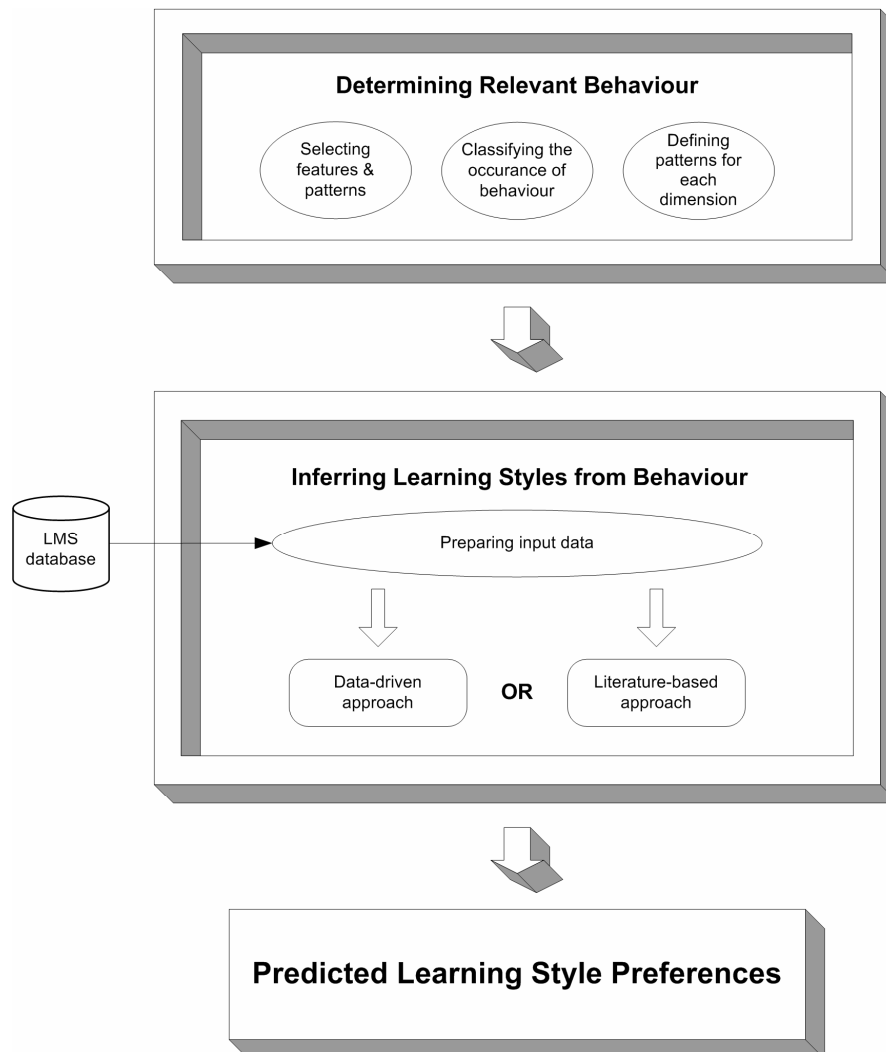 Determining Relevant Behaviour
Selecting
features &
patterns
Classifying the
occurance of
behaviour
Defining
patterns for
each
dimension
Inferring Learning Styles from Behaviour
LMS
database
Preparing input data
Data-driven
approach
OR
Literature-based
approach
Predicted Learning Style Preferences